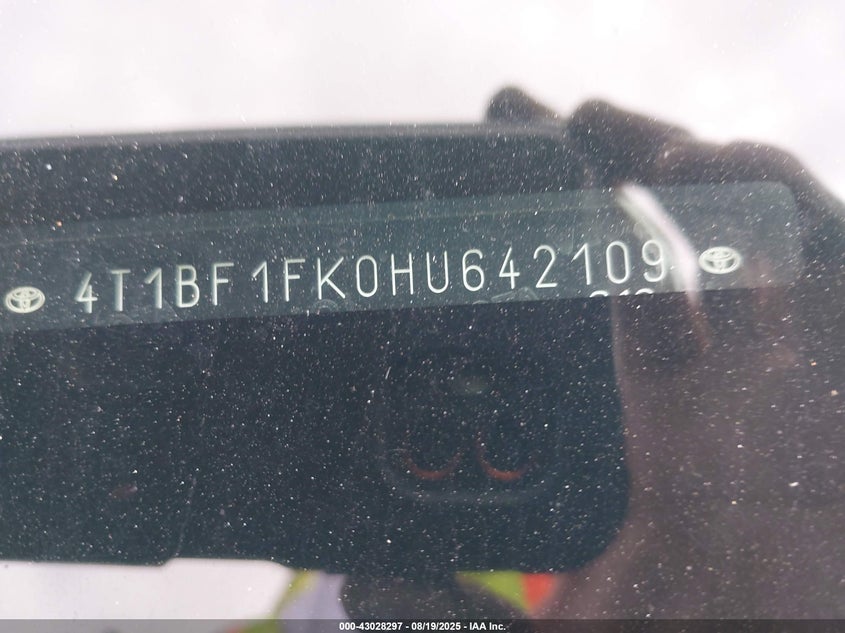 4T1BF1FK0HU642109
000-43028297 - 08/19/2025 - IAA Inc.